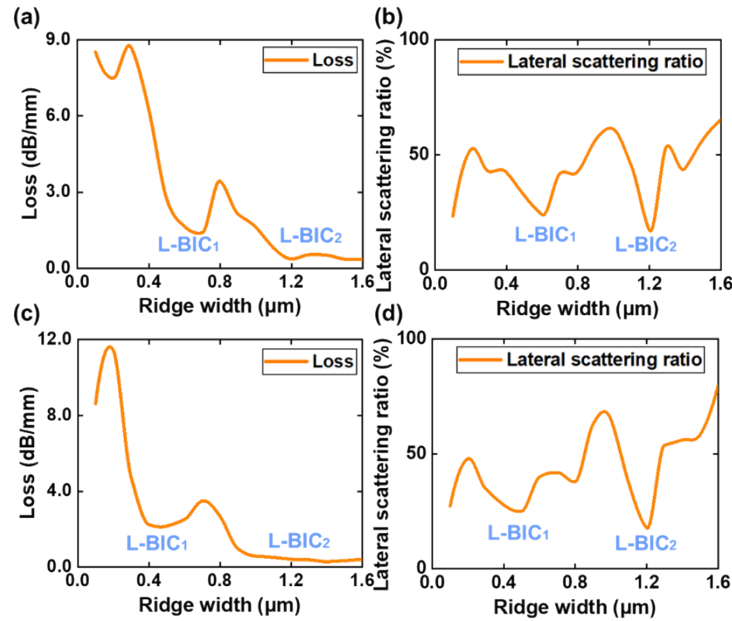 (a)
9.0
6.0
3.0
0.0
Loss (dB/mm)
Loss
L-BIC₁
L-BIC₂
0.0 0.4 0.8 1.2 1.6
Ridge width (μm)
(b)
100
50
0
Lateral scattering ratio (%)
Lateral scattering ratio
L-BIC₁
L-BIC₂
0.0 0.4 0.8 1.2 1.6
Ridge width (μm)
(c)
12.0
8.0
4.0
0.0
Loss (dB/mm)
Loss
L-BIC₁
L-BIC₂
0.0 0.4 0.8 1.2 1.6
Ridge width (μm)
(d)
100
50
0
Lateral scattering ratio (%)
Lateral scattering ratio
L-BIC₁
L-BIC₂
0.0 0.4 0.8 1.2 1.6
Ridge width (μm)